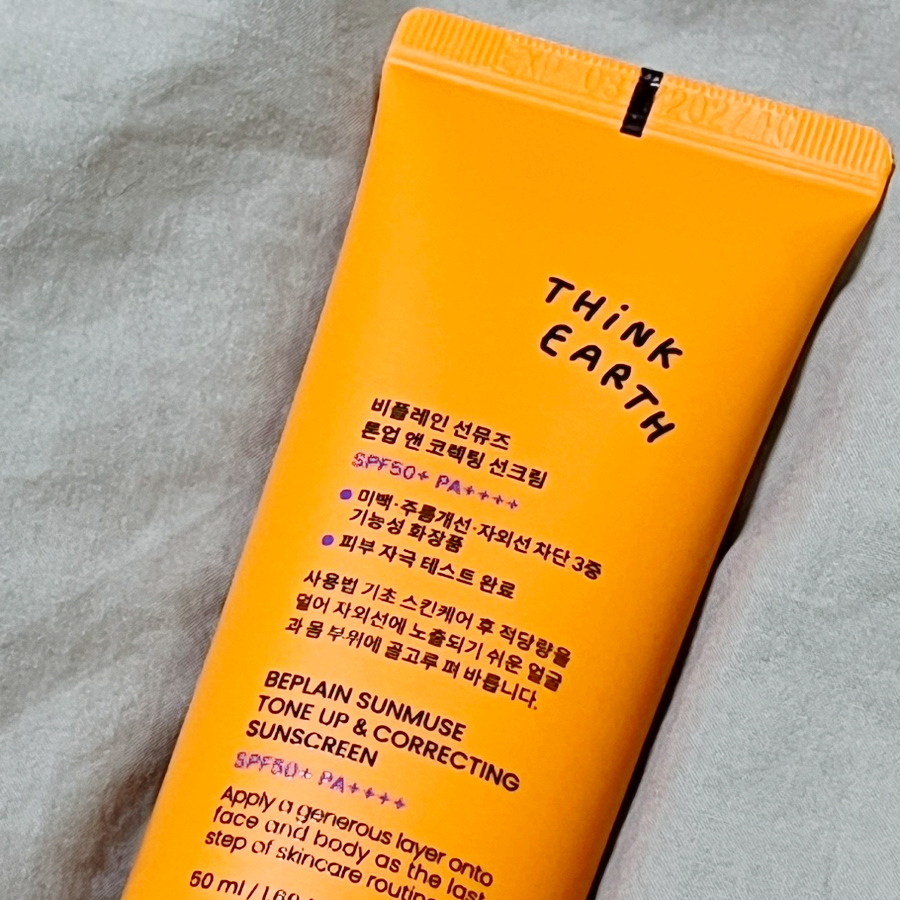 THiNK
EARTH
비플레인 선뮤즈
톤업 앤 코렉팅 선크림
SPF50+ PA++++
미백·주름개선·자외선 차단 3중
기능성 화장품
피부 자극 테스트 완료
사용법 기초 스킨케어 후 적당량을
덜어 자외선에 노출되기 쉬운 얼굴
과 몸 부위에 골고루 펴 바릅니다.
BEPLAIN SUNMUSE
TONE UP & CORRECTING
SUNSCREEN
SPF50+ PA++++
Apply a generous layer onto
face and body as the last
step of skincare routine.
50 ml /